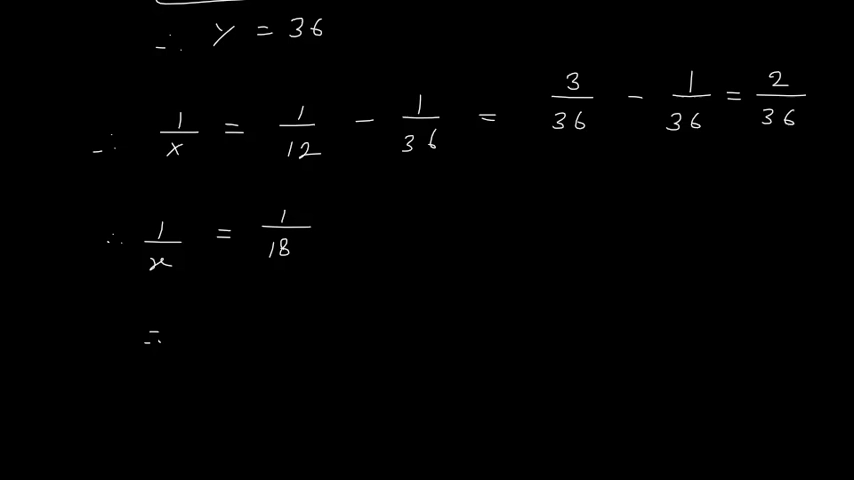 ∴ y = 36
∴ 1/x = 1/12 - 1/36 = 3/36 - 1/36 = 2/36
∴ 1/x = 1/18
∴